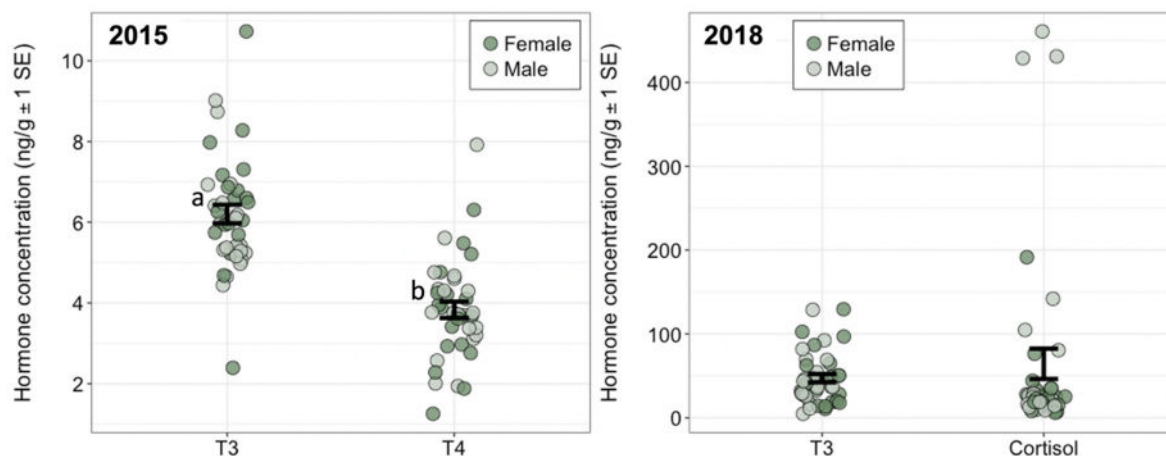 2015
Female
Male
Hormone concentration (ng/g ± 1 SE)
10
8
6
4
2
a
b
T3 T4
2018
Female
Male
Hormone concentration (ng/g ± 1 SE)
400
300
200
100
0
T3 Cortisol